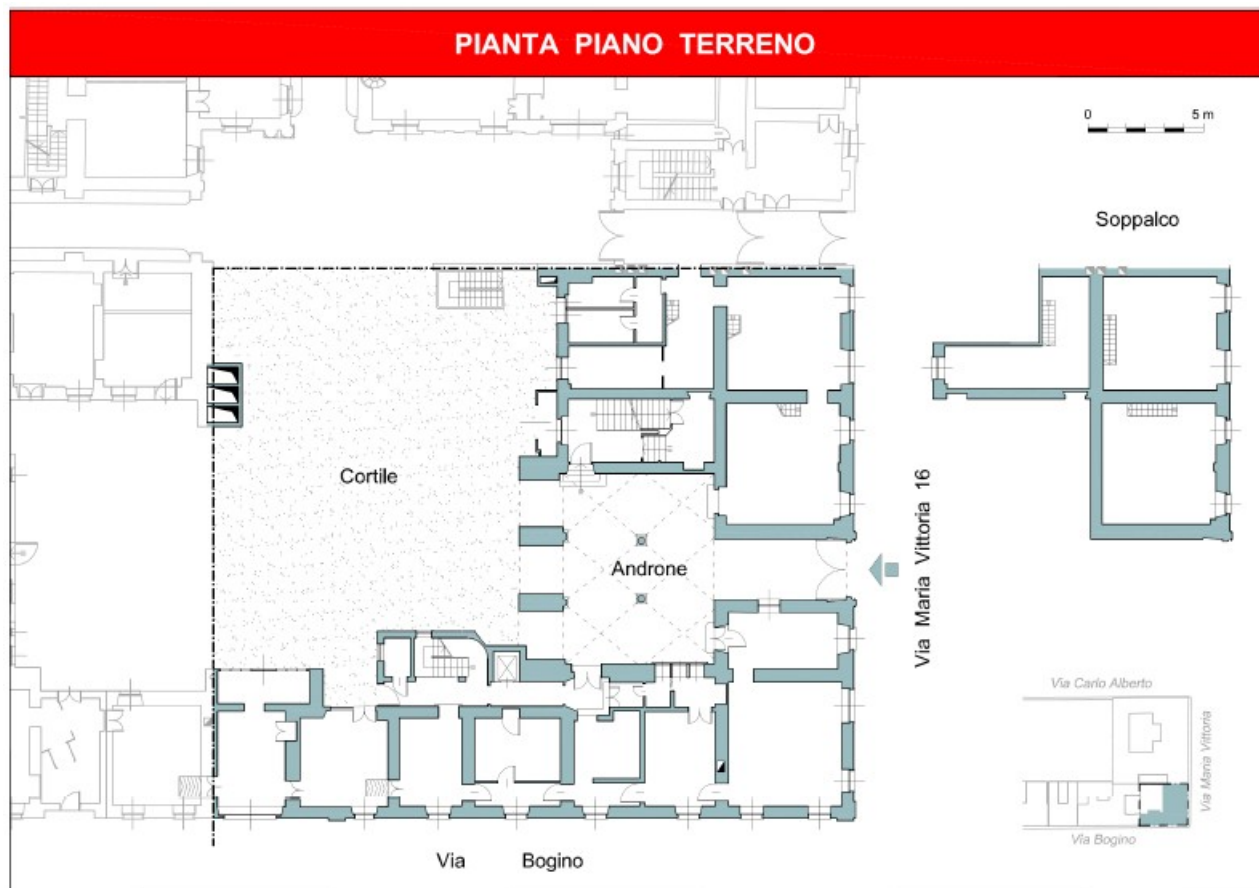 PIANTA PIANO TERRENO
0 5 m
Soppalco
Cortile
Androne
Via Maria Vittoria 16
Via Carlo Alberto
Via Maria Vittoria
Via Bogino
Via Bogino